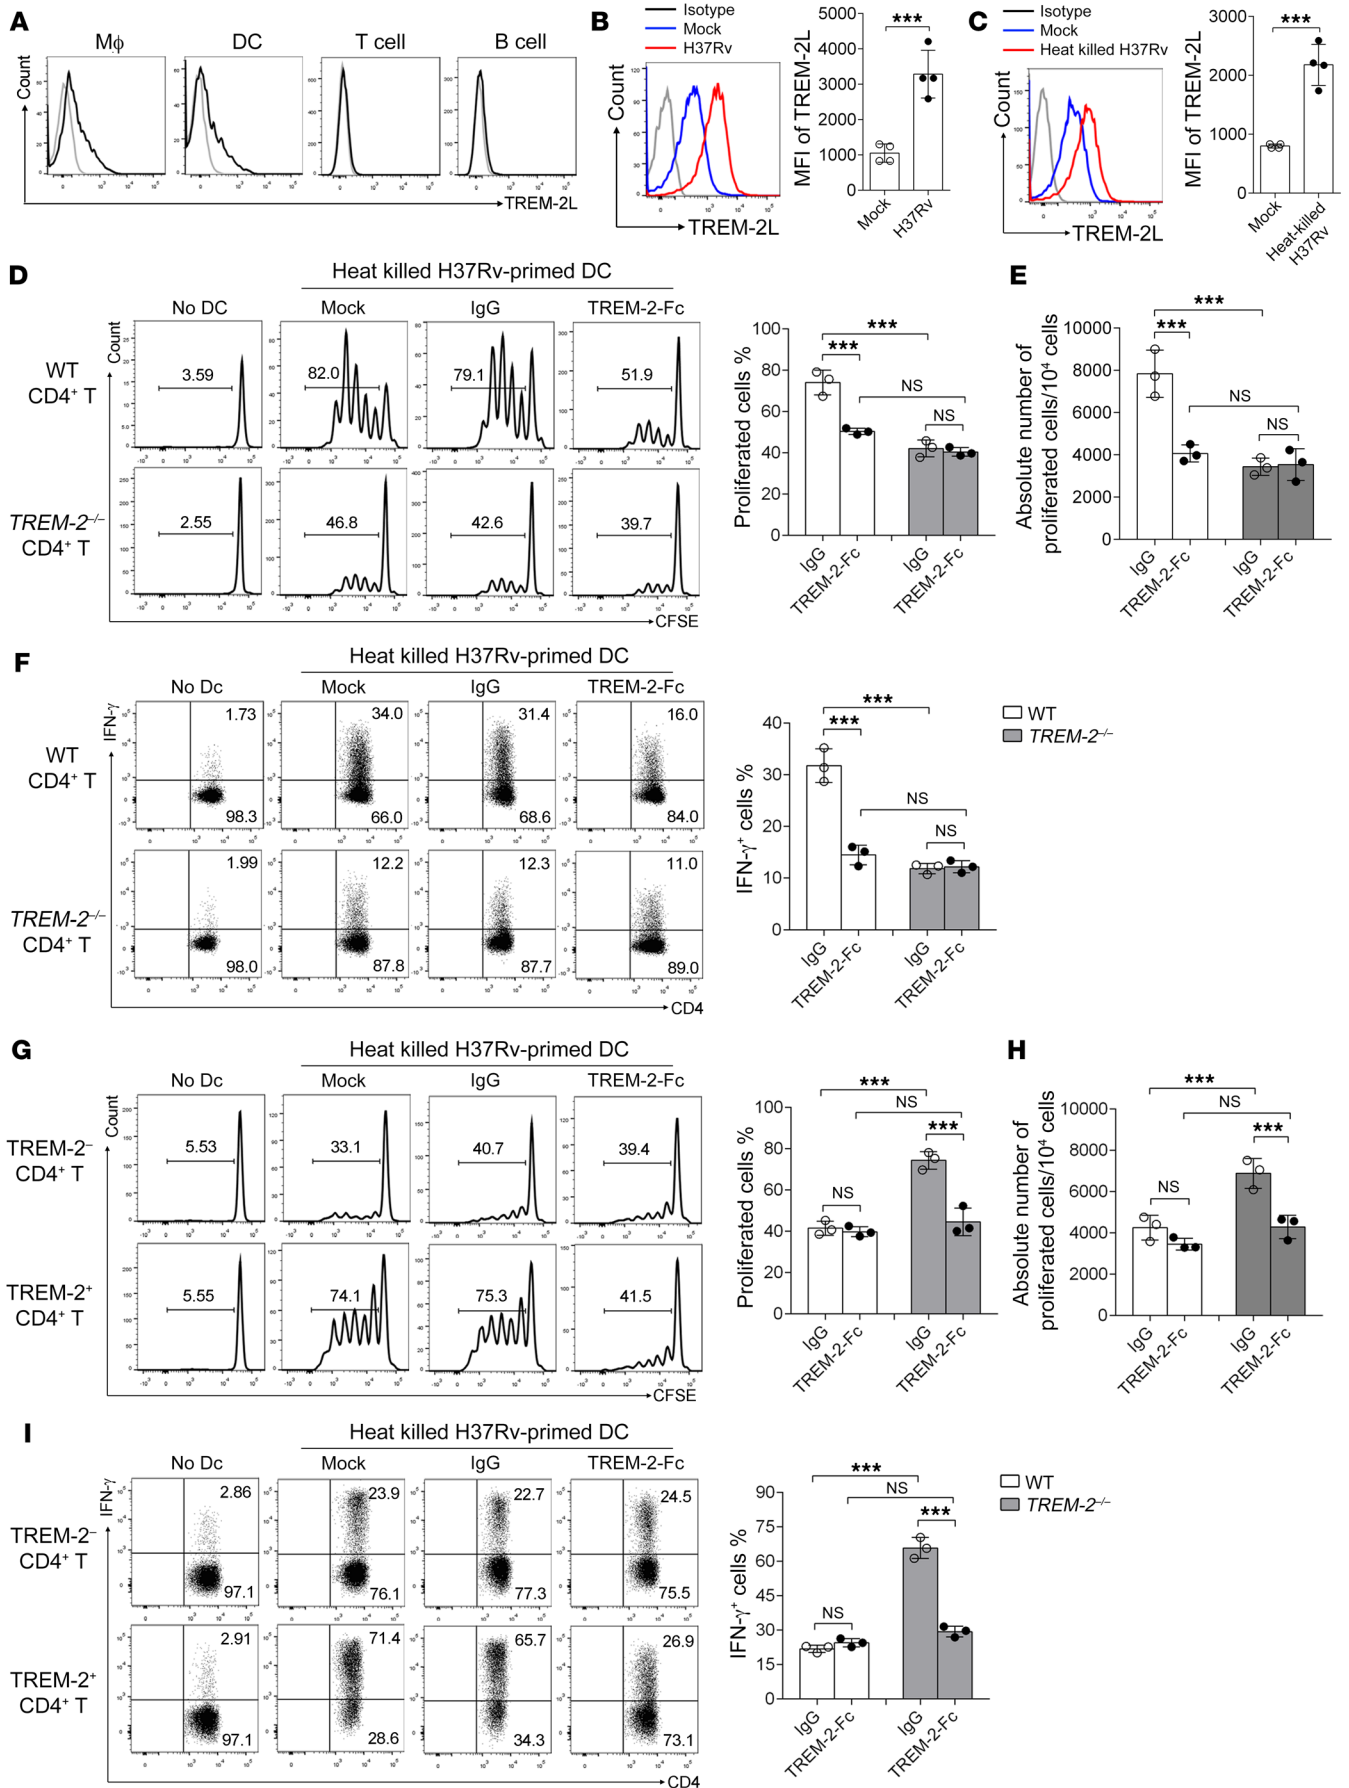 A
Mϕ
DC
T cell
B cell
Count
TREM-2L
B
Isotype
Mock
H37Rv
Count
TREM-2L
MFI of TREM-2L
5000
4000
3000
2000
1000
0
***
Mock
H37Rv
C
Isotype
Mock
Heat killed H37Rv
Count
TREM-2L
MFI of TREM-2L
3000
2000
1000
0
***
Mock
Heat-killed
H37Rv
D
Heat killed H37Rv-primed DC
No DC
Mock
IgG
TREM-2-Fc
Count
WT
CD4+ T
3.59
82.0
79.1
51.9
TREM-2–/–
CD4+ T
2.55
46.8
42.6
39.7
CFSE
Proliferated cells %
100
80
60
40
20
0
***
***
NS
NS
IgG
TREM-2-Fc
IgG
TREM-2-Fc
E
Absolute number of
proliferated cells/10⁴ cells
10000
8000
6000
4000
2000
0
***
***
NS
NS
IgG
TREM-2-Fc
IgG
TREM-2-Fc
F
Heat killed H37Rv-primed DC
No Dc
Mock
IgG
TREM-2-Fc
IFN-γ
WT
CD4+ T
1.73
34.0
31.4
16.0
98.3
66.0
68.6
84.0
TREM-2–/–
CD4+ T
1.99
12.2
12.3
11.0
98.0
87.8
87.7
89.0
CD4
IFN-γ+ cells %
40
30
20
10
0
***
***
NS
NS
IgG
TREM-2-Fc
IgG
TREM-2-Fc
WT
TREM-2–/–
G
Heat killed H37Rv-primed DC
No Dc
Mock
IgG
TREM-2-Fc
Count
TREM-2–
CD4+ T
5.53
33.1
40.7
39.4
TREM-2+
CD4+ T
5.55
74.1
75.3
41.5
CFSE
Proliferated cells %
100
80
60
40
20
0
***
NS
***
NS
IgG
TREM-2-Fc
IgG
TREM-2-Fc
H
Absolute number of
proliferated cells/10⁴ cells
10000
8000
6000
4000
2000
0
***
NS
***
NS
IgG
TREM-2-Fc
IgG
TREM-2-Fc
I
Heat killed H37Rv-primed DC
No Dc
Mock
IgG
TREM-2-Fc
IFN-γ
TREM-2–
CD4+ T
2.86
23.9
22.7
24.5
97.1
76.1
77.3
75.5
TREM-2+
CD4+ T
2.91
71.4
65.7
26.9
97.1
28.6
34.3
73.1
CD4
IFN-γ+ cells %
90
75
60
45
30
15
0
***
NS
***
NS
IgG
TREM-2-Fc
IgG
TREM-2-Fc
WT
TREM-2–/–